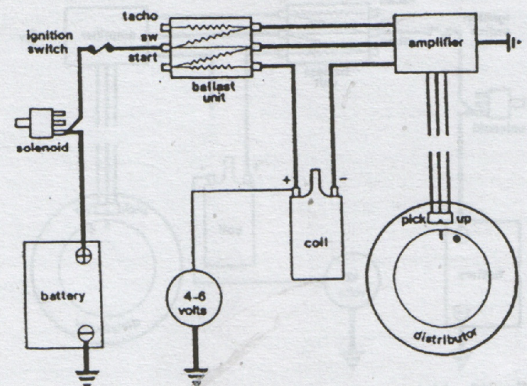 tacho
sw
start
ignition
switch
ballast
unit
amplifier
solenoid
+
-
coil
pick up
battery
4-6
volts
distributor